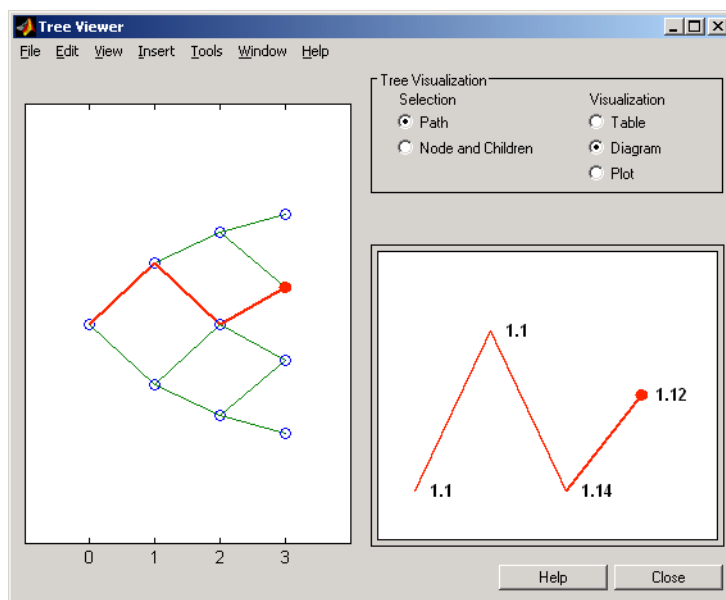 Tree Viewer
File Edit View Insert Tools Window Help
Tree Visualization
Selection
Path
Node and Children
Visualization
Table
Diagram
Plot
0 1 2 3
1.1
1.12
1.1
1.14
Help Close